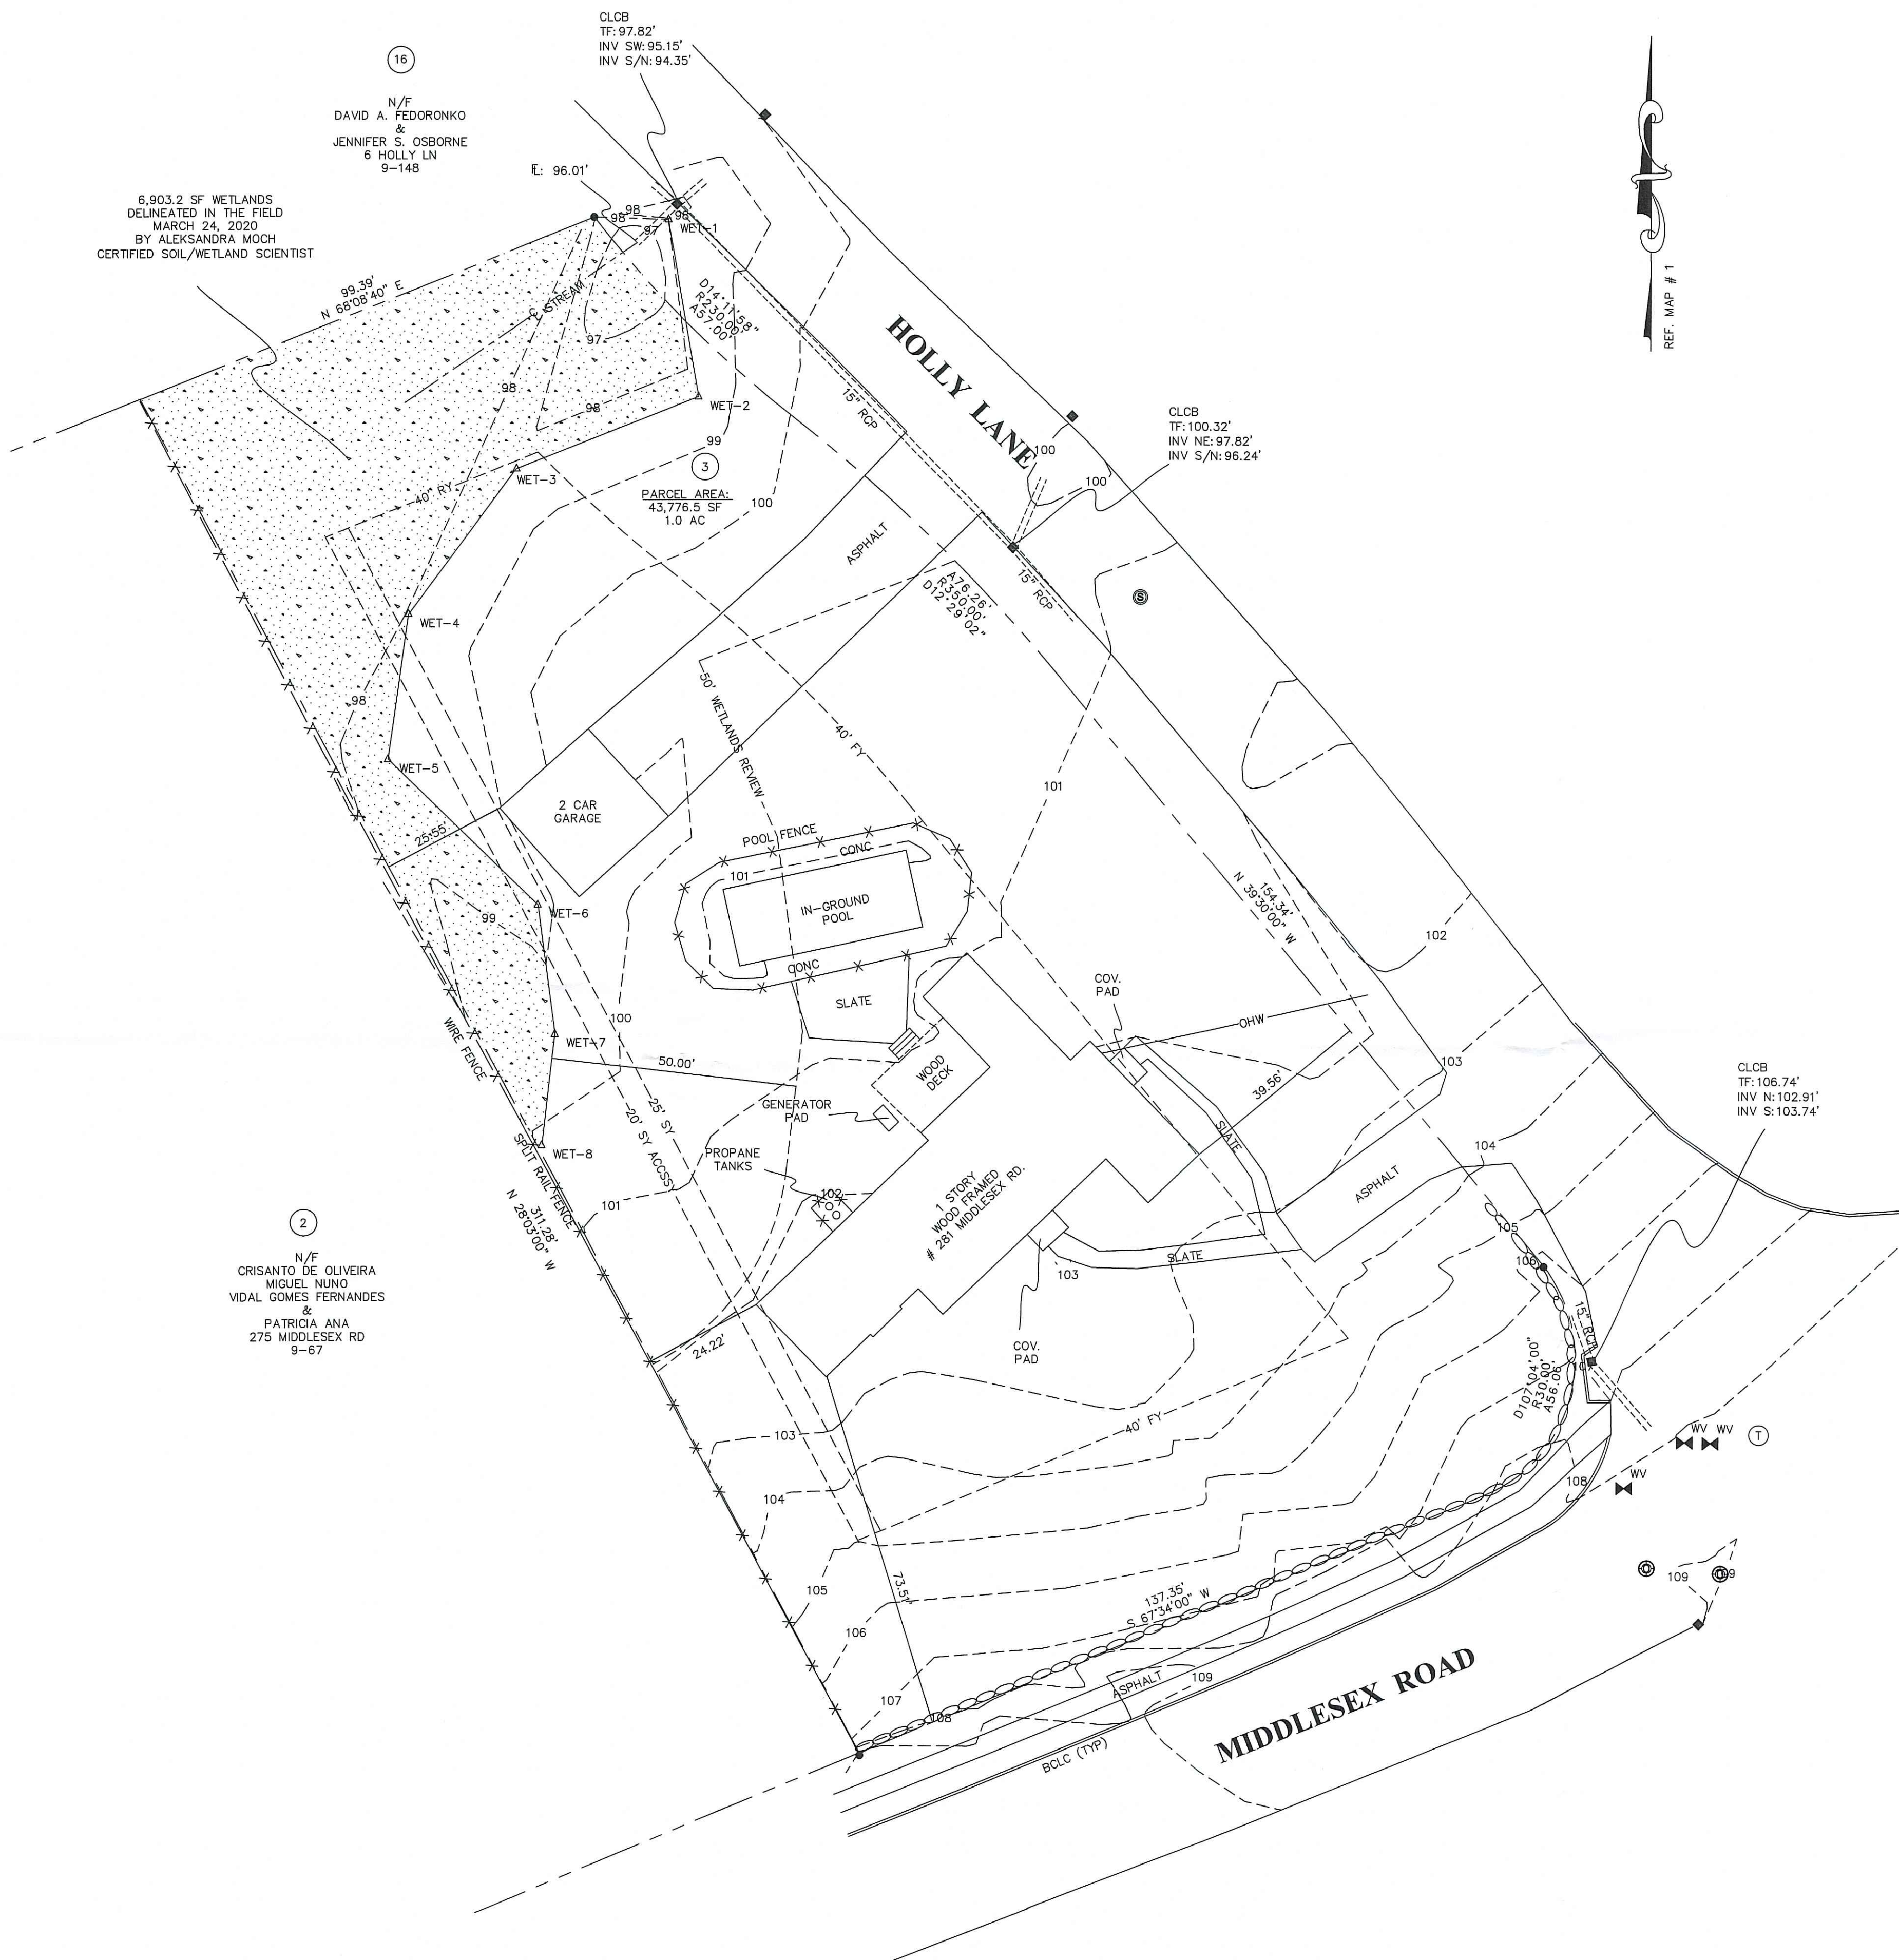 CLCB
TF: 97.82'
INV SW: 95.15'
INV S/N: 94.35'
16
N/F
DAVID A. FEDORONKO
&
JENNIFER S. OSBORNE
6 HOLLY LN
9-148
FL: 96.01'
6,903.2 SF WETLANDS
DELINEATED IN THE FIELD
MARCH 24, 2020
BY ALEKSANDRA MOCH
CERTIFIED SOIL/WETLAND SCIENTIST
REF. MAP # 1
98
98
98
97
WET-1
99.39'
N 68°08'40" E
℄ STREAM
97
D14°11'58"
R230.00'
A57.00'
HOLLY LANE
98
98
WET-2
15" RCP
99
3
PARCEL AREA:
43,776.5 SF
1.0 AC
CLCB
TF: 100.32'
INV NE: 97.82'
INV S/N: 96.24'
100
100
WET-3
40' RY
100
ASPHALT
15" RCP
S
A76.26'
R350.00'
D12°29'02"
WET-4
98
50' WETLANDS REVIEW
40' FY
WET-5
2 CAR
GARAGE
101
25.55'
POOL FENCE
CONC
101
IN-GROUND
POOL
154.34'
N 39°30'00" W
99
WET-6
102
CONC
SLATE
COV.
PAD
OHW
100
WIRE FENCE
WET-7
50.00'
WOOD
DECK
GENERATOR
PAD
39.56'
103
CLCB
TF: 106.74'
INV N: 102.91'
INV S: 103.74'
25' SY
20' SY ACCSSY
SLATE
WET-8
SPLIT RAIL FENCE
PROPANE
TANKS
104
102
1 STORY
WOOD FRAMED
# 281 MIDDLESEX RD.
ASPHALT
101
311.28'
N 28°03'00" W
2
N/F
CRISANTO DE OLIVEIRA
MIGUEL NUNO
VIDAL GOMES FERNANDES
&
PATRICIA ANA
275 MIDDLESEX RD
9-67
105
106
SLATE
103
15" RCP
24.22'
COV.
PAD
D107°04'00"
R30.00'
A56.06'
40' FY
103
WV
WV
T
104
108
WV
105
73.51'
109
109
137.35'
S 67°34'00" W
106
107
108
ASPHALT
109
MIDDLESEX ROAD
BCLC (TYP)